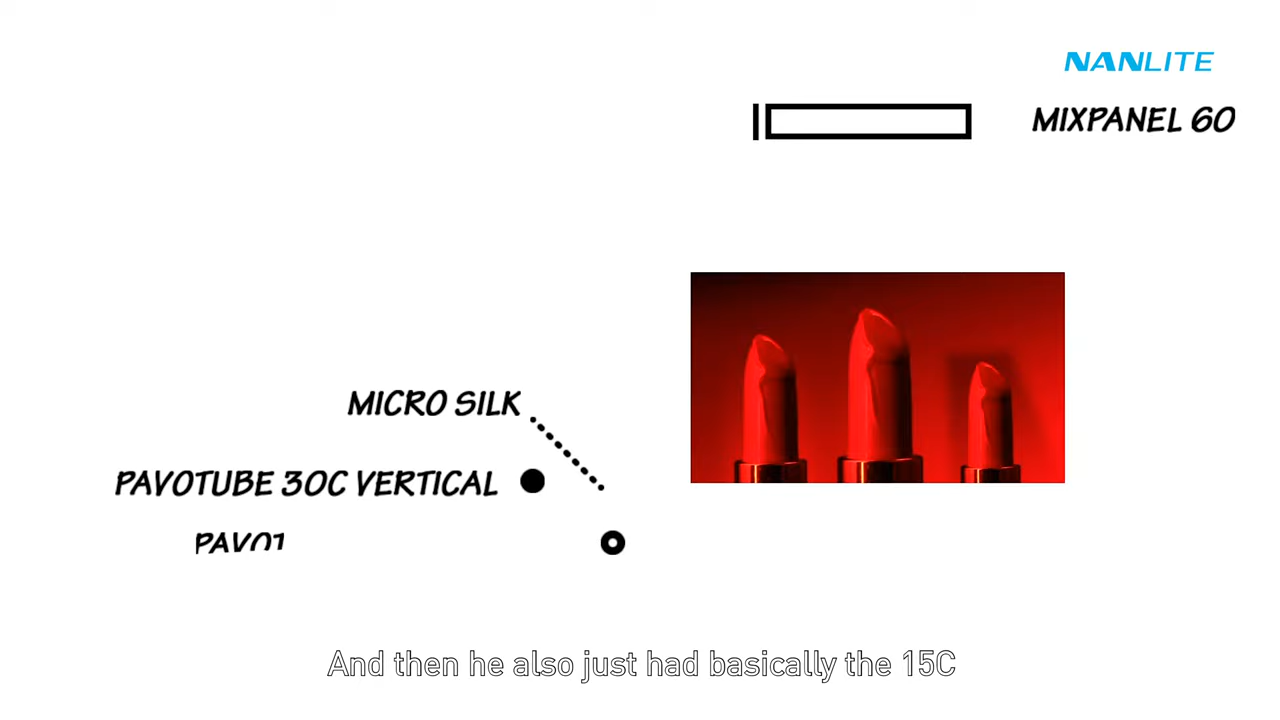 NANLITE
MIXPANEL 60
MICRO SILK
PAVOTUBE 30C VERTICAL
And then he also just had basically the 15C